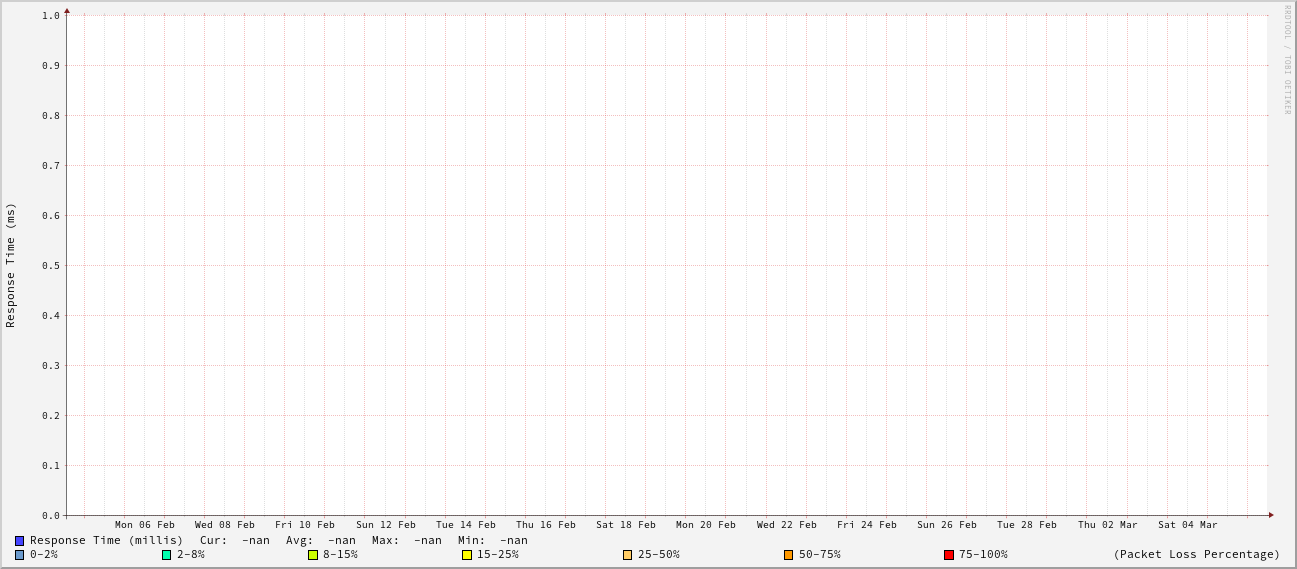 1.0
0.9
0.8
0.7
0.6
0.5
0.4
0.3
0.2
0.1
0.0
Response Time (ms)
RRDTOOL / TOBI OETIKER
Mon 06 Feb Wed 08 Feb Fri 10 Feb Sun 12 Feb Tue 14 Feb Thu 16 Feb Sat 18 Feb Mon 20 Feb Wed 22 Feb Fri 24 Feb Sun 26 Feb Tue 28 Feb Thu 02 Mar Sat 04 Mar
Response Time (millis) Cur: -nan Avg: -nan Max: -nan Min: -nan
0-2% 2-8% 8-15% 15-25% 25-50% 50-75% 75-100% (Packet Loss Percentage)